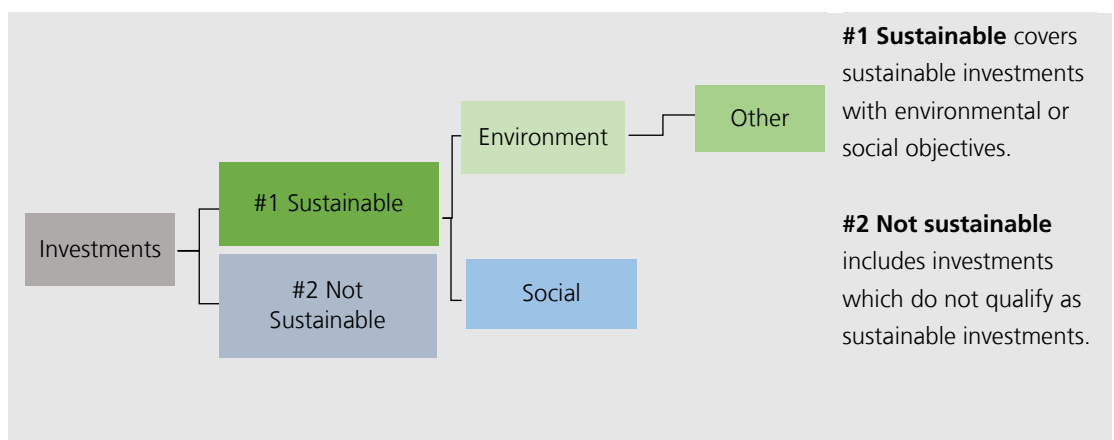 Investments
#1 Sustainable
#2 Not
Sustainable
Environment
Social
Other
#1 Sustainable covers
sustainable investments
with environmental or
social objectives.
#2 Not sustainable
includes investments
which do not qualify as
sustainable investments.